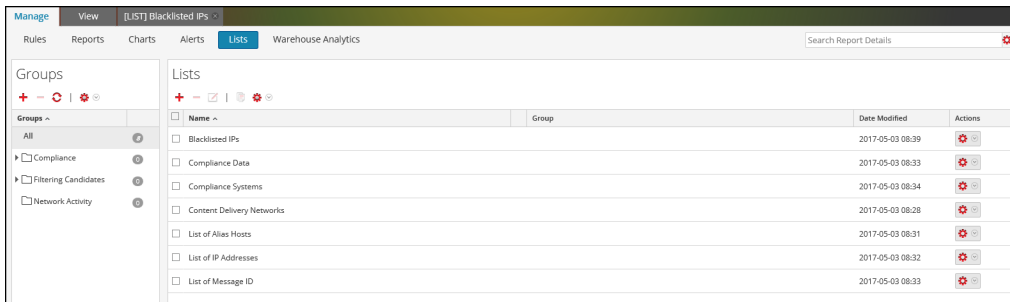 Manage View [LIST] Blacklisted IPs ×
Rules Reports Charts Alerts Lists Warehouse Analytics Search Report Details
Groups
Lists
Groups
Name Group Date Modified Actions
All
Blacklisted IPs 2017-05-03 08:39
Compliance 0
Compliance Data 2017-05-03 08:33
Filtering Candidates 0
Compliance Systems 2017-05-03 08:34
Network Activity 0
Content Delivery Networks 2017-05-03 08:28
List of Alias Hosts 2017-05-03 08:31
List of IP Addresses 2017-05-03 08:32
List of Message ID 2017-05-03 08:33